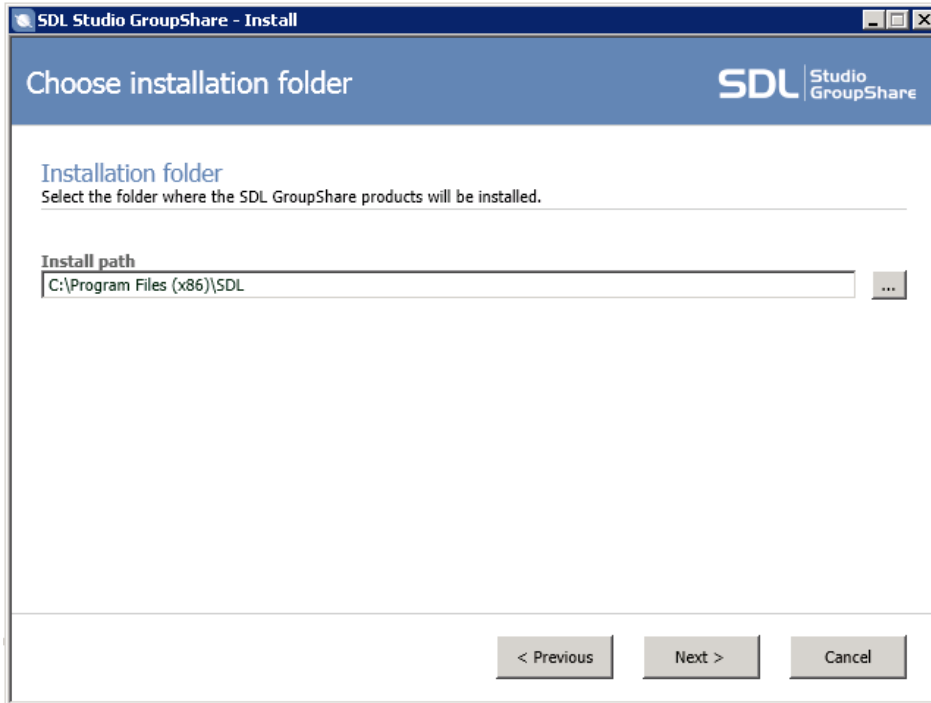 SDL Studio GroupShare - Install
Choose installation folder
SDL Studio
GroupShare
Installation folder
Select the folder where the SDL GroupShare products will be installed.
Install path
C:\Program Files (x86)\SDL
...
< Previous
Next >
Cancel